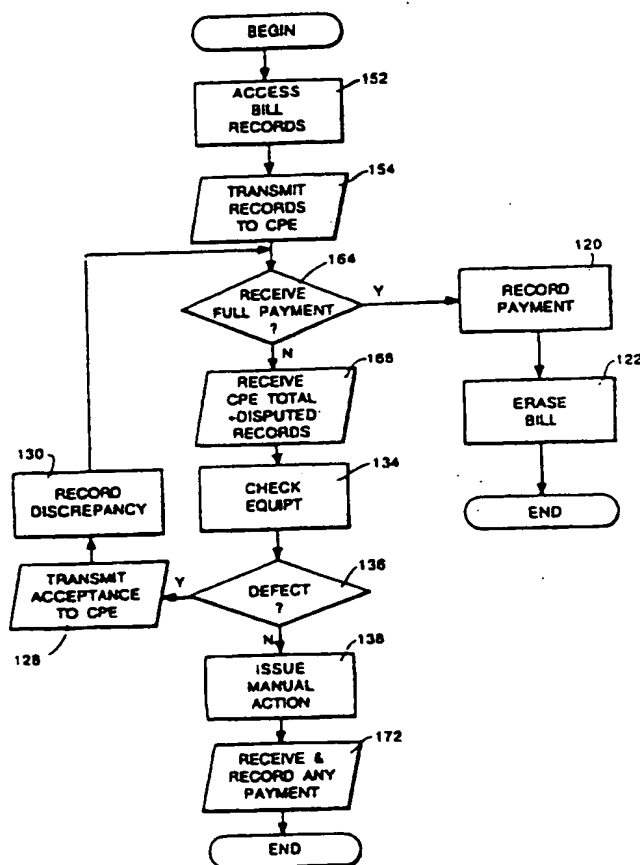 BEGIN
152
ACCESS
BILL
RECORDS
154
TRANSMIT
RECORDS
TO CPE
164
RECEIVE
FULL PAYMENT
?
Y
N
120
RECORD
PAYMENT
122
ERASE
BILL
END
168
RECEIVE
CPE TOTAL
+DISPUTED
RECORDS
134
CHECK
EQUIPT
130
RECORD
DISCREPANCY
136
DEFECT
?
Y
N
TRANSMIT
ACCEPTANCE
TO CPE
128
138
ISSUE
MANUAL
ACTION
172
RECEIVE &
RECORD ANY
PAYMENT
END